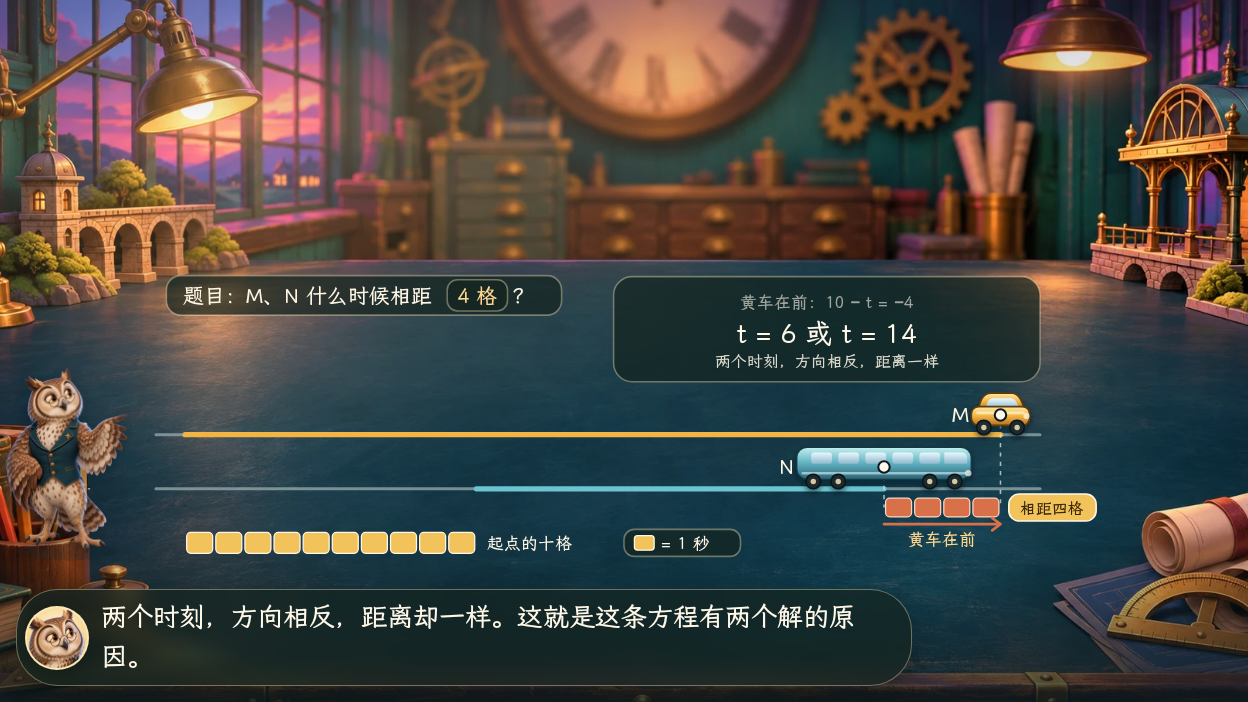 题目：M、N 什么时候相距 4 格 ？
黄车在前：10 − t = −4
t = 6 或 t = 14
两个时刻，方向相反，距离一样
M
N
相距四格
黄车在前
起点的十格
= 1 秒
两个时刻，方向相反，距离却一样。这就是这条方程有两个解的原
因。